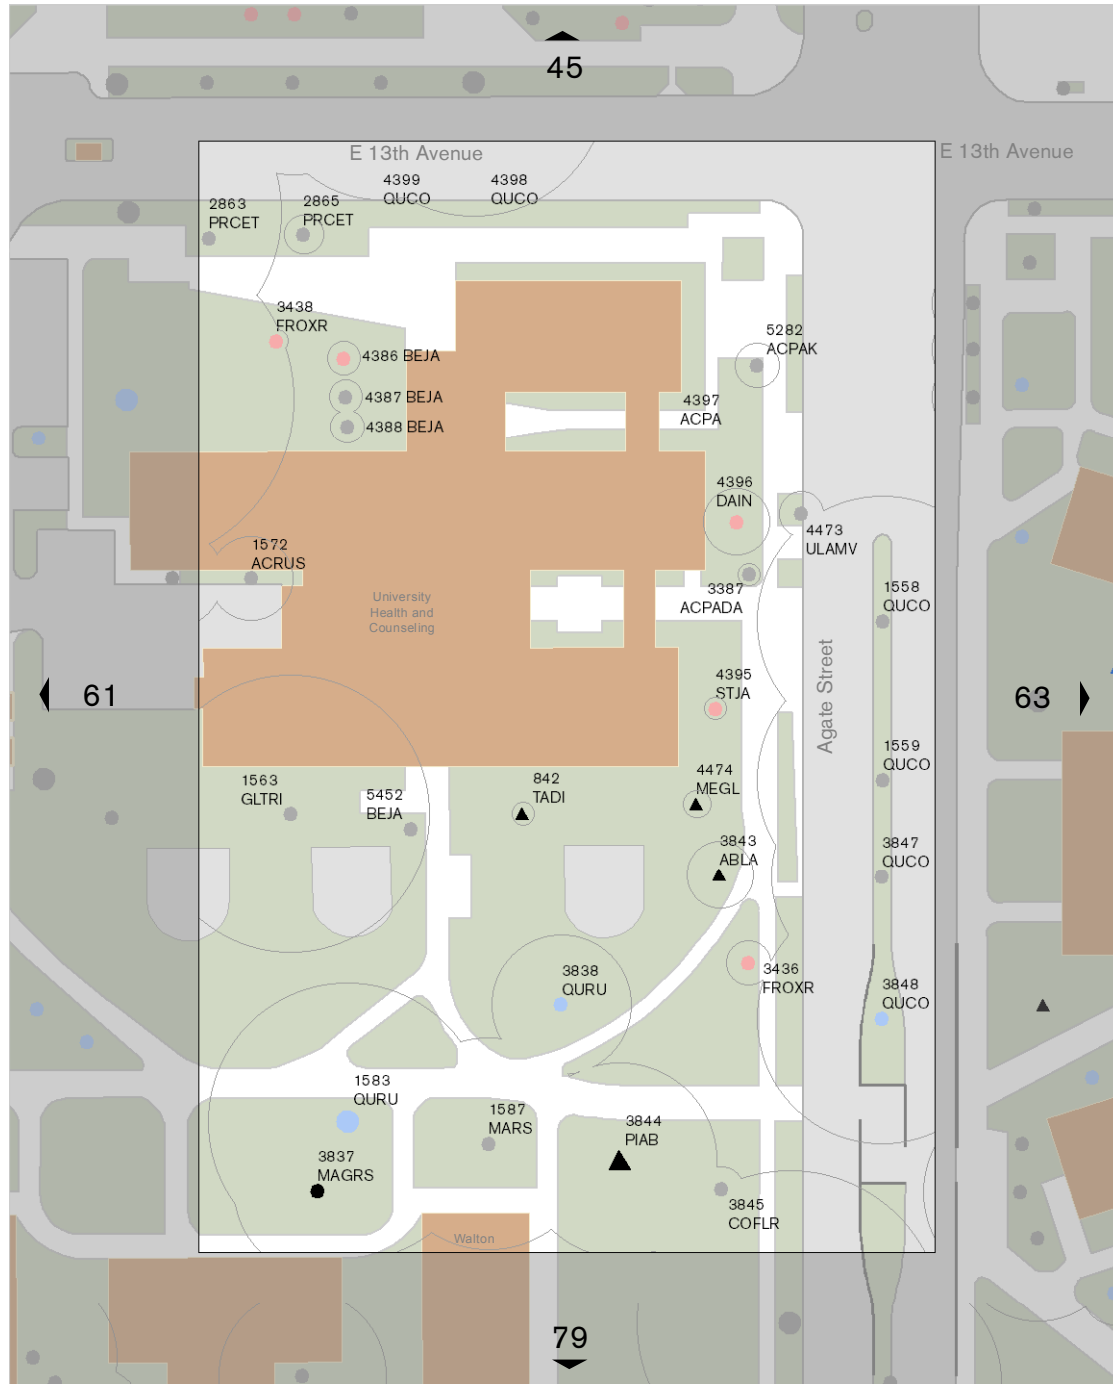 45
E 13th Avenue
E 13th Avenue
4399
QUCO
4398
QUCO
2863
PRCET
2865
PRCET
3438
FROXR
4386 BEJA
4387 BEJA
4388 BEJA
5282
ACPAK
4397
ACPA
4396
DAIN
4473
ULAMV
1572
ACRUS
3387
ACPADA
University
Health and
Counseling
1558
QUCO
Agate Street
61
4395
STJA
63
1563
GLTRI
5452
BEJA
842
TADI
4474
MEGL
1559
QUCO
3843
ABLA
3847
QUCO
3838
QURU
3436
FROXR
3848
QUCO
1583
QURU
1587
MARS
3844
PIAB
3837
MAGRS
3845
COFLR
Walton
79